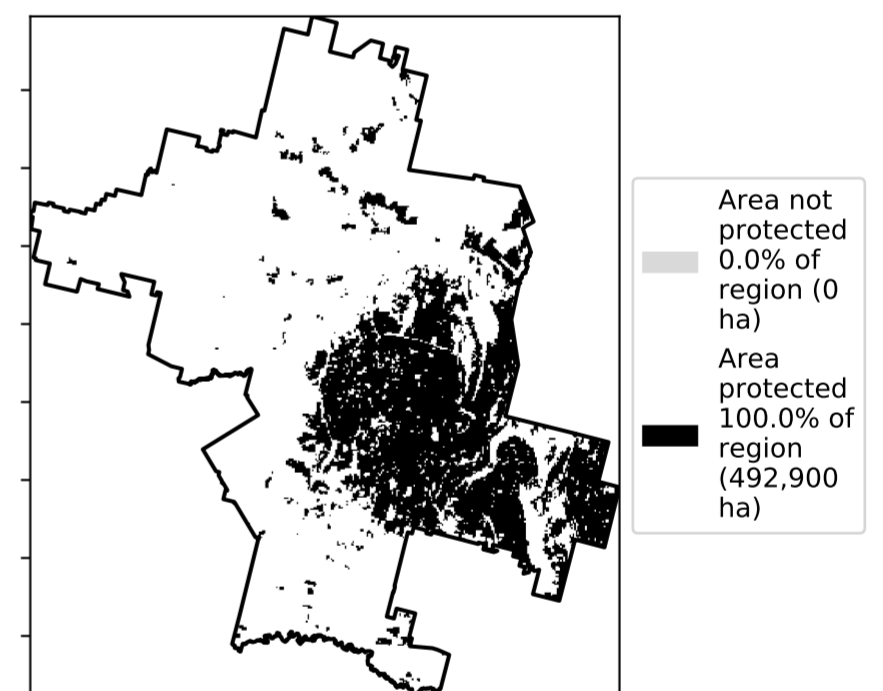 Area not
protected
0.0% of
region (0
ha)
Area
protected
100.0% of
region
(492,900
ha)